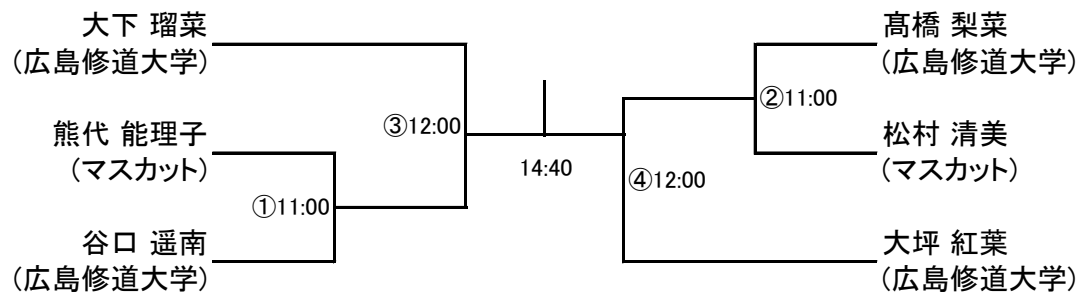 大下 瑠菜
(広島修道大学)
熊代 能理子
(マスカット)
谷口 遥南
(広島修道大学)
①11:00
③12:00
14:40
髙橋 梨菜
(広島修道大学)
②11:00
松村 清美
(マスカット)
④12:00
大坪 紅葉
(広島修道大学)